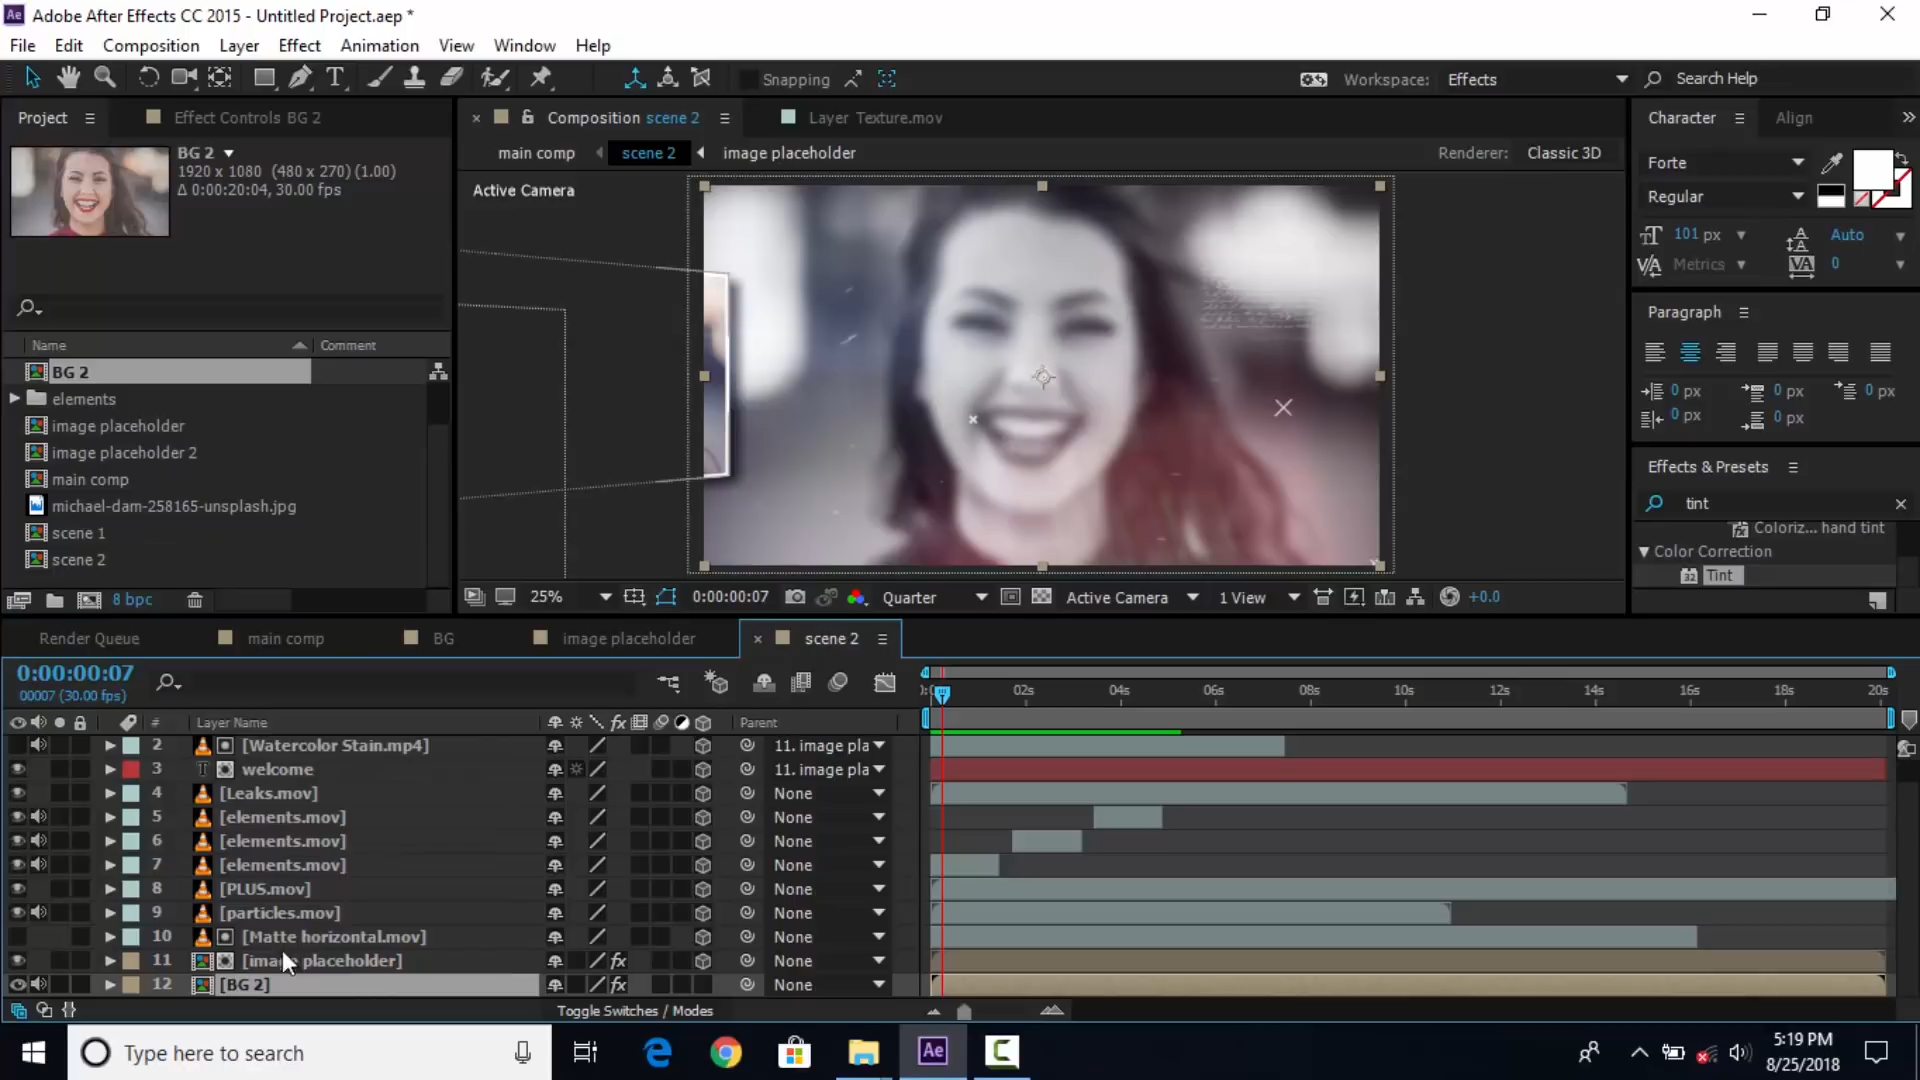 Adobe After Effects CC 2015 - Untitled Project.aep *
File Edit Composition Layer Effect Animation View Window Help
Snapping
Workspace: Effects
Search Help
Project
Effect Controls BG 2
BG 2
1920 x 1080 (480 x 270) (1.00)
Δ 0:00:20:04, 30.00 fps
Name Comment
BG 2
elements
image placeholder
image placeholder 2
main comp
michael-dam-258165-unsplash.jpg
scene 1
scene 2
8 bpc
Composition scene 2
Layer Texture.mov
main comp scene 2 image placeholder
Renderer: Classic 3D
Active Camera
25% 0:00:00:07 Quarter Active Camera 1 View +0.0
Character Align
Forte
Regular
101 px Auto
Metrics 0
Paragraph
0 px 0 px 0 px
0 px 0 px
Effects & Presets
tint
Coloriz... hand tint
Color Correction
32 Tint
Render Queue main comp BG image placeholder scene 2
0:00:00:07
00007 (30.00 fps)
02s 04s 06s 08s 10s 12s 14s 16s 18s 20s
# Layer Name Parent
2 [Watercolor Stain.mp4] 11. image pla
3 T welcome 11. image pla
4 [Leaks.mov] None
5 [elements.mov] None
6 [elements.mov] None
7 [elements.mov] None
8 [PLUS.mov] None
9 [particles.mov] None
10 [Matte horizontal.mov] None
11 [image placeholder] fx None
12 [BG 2] fx None
Toggle Switches / Modes
Type here to search
Ae
5:19 PM
8/25/2018